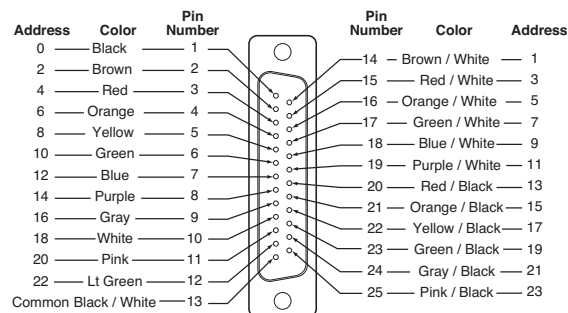 Address Color Pin Number
0 Black 1
2 Brown 2
4 Red 3
6 Orange 4
8 Yellow 5
10 Green 6
12 Blue 7
14 Purple 8
16 Gray 9
18 White 10
20 Pink 11
22 Lt Green 12
Common Black / White 13
Pin Number Color Address
14 Brown / White 1
15 Red / White 3
16 Orange / White 5
17 Green / White 7
18 Blue / White 9
19 Purple / White 11
20 Red / Black 13
21 Orange / Black 15
22 Yellow / Black 17
23 Green / Black 19
24 Gray / Black 21
25 Pink / Black 23